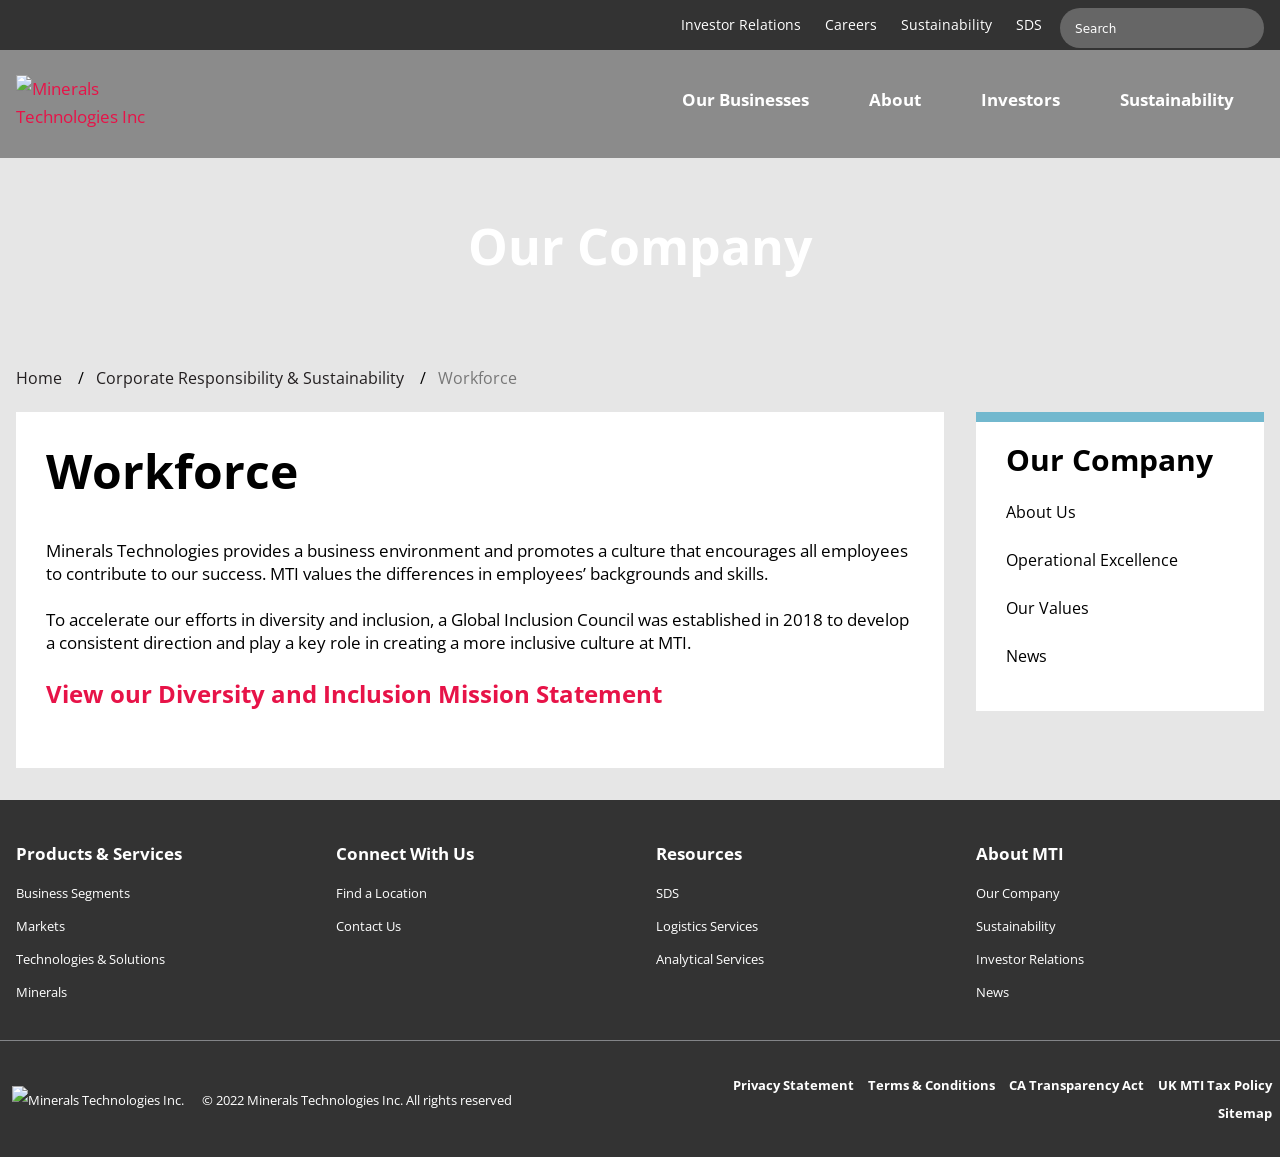 Investor Relations Careers Sustainability SDS Search
Minerals
Technologies Inc
Our Businesses About Investors Sustainability
Our Company
Home / Corporate Responsibility & Sustainability / Workforce
Workforce
Minerals Technologies provides a business environment and promotes a culture that encourages all employees
to contribute to our success. MTI values the differences in employees’ backgrounds and skills.
To accelerate our efforts in diversity and inclusion, a Global Inclusion Council was established in 2018 to develop
a consistent direction and play a key role in creating a more inclusive culture at MTI.
View our Diversity and Inclusion Mission Statement
Our Company
About Us
Operational Excellence
Our Values
News
Products & Services
Business Segments
Markets
Technologies & Solutions
Minerals
Connect With Us
Find a Location
Contact Us
Resources
SDS
Logistics Services
Analytical Services
About MTI
Our Company
Sustainability
Investor Relations
News
Minerals Technologies Inc. © 2022 Minerals Technologies Inc. All rights reserved
Privacy Statement Terms & Conditions CA Transparency Act UK MTI Tax Policy
Sitemap